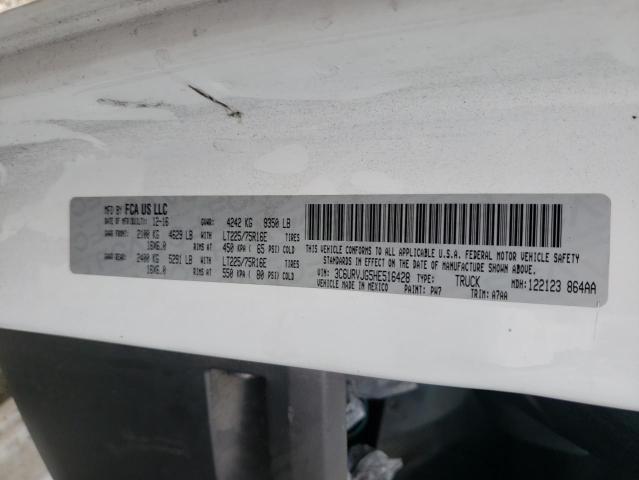 MFD BY FCA US LLC
DATE OF MFR(BUILT): 12-16 GVWR: 4242 KG 9350 LB
GAWR FRONT: 2100 KG 4629 LB WITH LT225/75R16E TIRES
16X6.0 RIMS AT 450 KPA ( 65 PSI) COLD
GAWR REAR: 2400 KG 5291 LB WITH LT225/75R16E TIRES
16X6.0 RIMS AT 550 KPA ( 80 PSI) COLD
THIS VEHICLE CONFORMS TO ALL APPLICABLE U.S.A. FEDERAL MOTOR VEHICLE SAFETY
STANDARDS IN EFFECT ON THE DATE OF MANUFACTURE SHOWN ABOVE.
VIN: 3C6URVJG5HE516428 TYPE: TRUCK MDH: 122123 864AA
VEHICLE MADE IN MEXICO PAINT: PW7 TRIM: A7AA